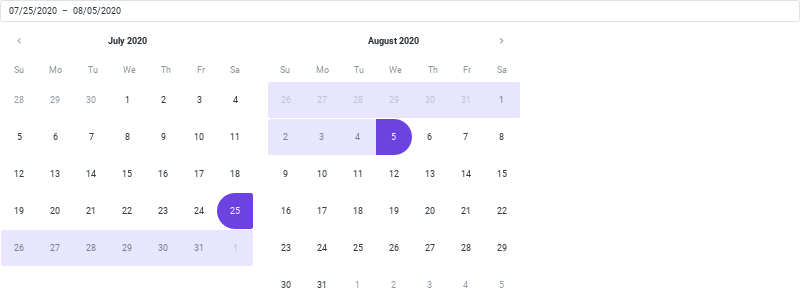 07/25/2020 – 08/05/2020
July 2020
Su Mo Tu We Th Fr Sa
28 29 30 1 2 3 4
5 6 7 8 9 10 11
12 13 14 15 16 17 18
19 20 21 22 23 24 25
26 27 28 29 30 31 1
August 2020
Su Mo Tu We Th Fr Sa
26 27 28 29 30 31 1
2 3 4 5 6 7 8
9 10 11 12 13 14 15
16 17 18 19 20 21 22
23 24 25 26 27 28 29
30 31 1 2 3 4 5